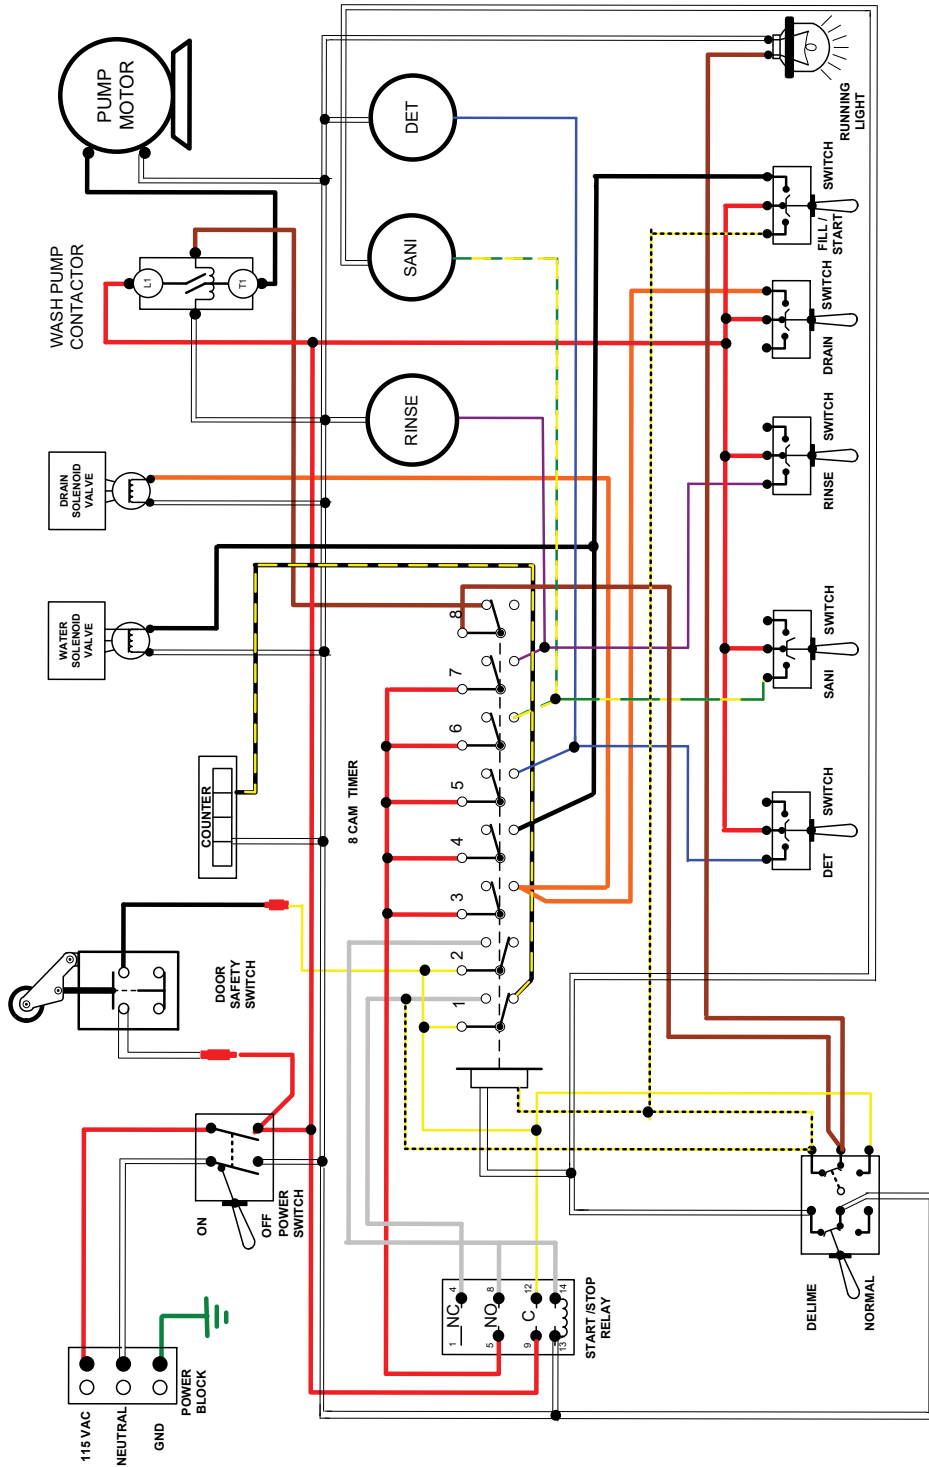 PUMP
MOTOR
WASH PUMP
CONTACTOR
L1
T1
DRAIN
SOLENOID
VALVE
WATER
SOLENOID
VALVE
COUNTER
DOOR
SAFETY
SWITCH
ON
OFF
POWER
SWITCH
115 VAC
NEUTRAL
GND
POWER
BLOCK
DET
SANI
RINSE
8 CAM TIMER
1
2
3
4
5
6
7
8
NC
NO
C
1
4
5
8
9
12
13
14
START /STOP
RELAY
RUNNING
LIGHT
FILL /
START
SWITCH
DRAIN
SWITCH
RINSE
SWITCH
SANI
SWITCH
DET
SWITCH
DELIME
NORMAL